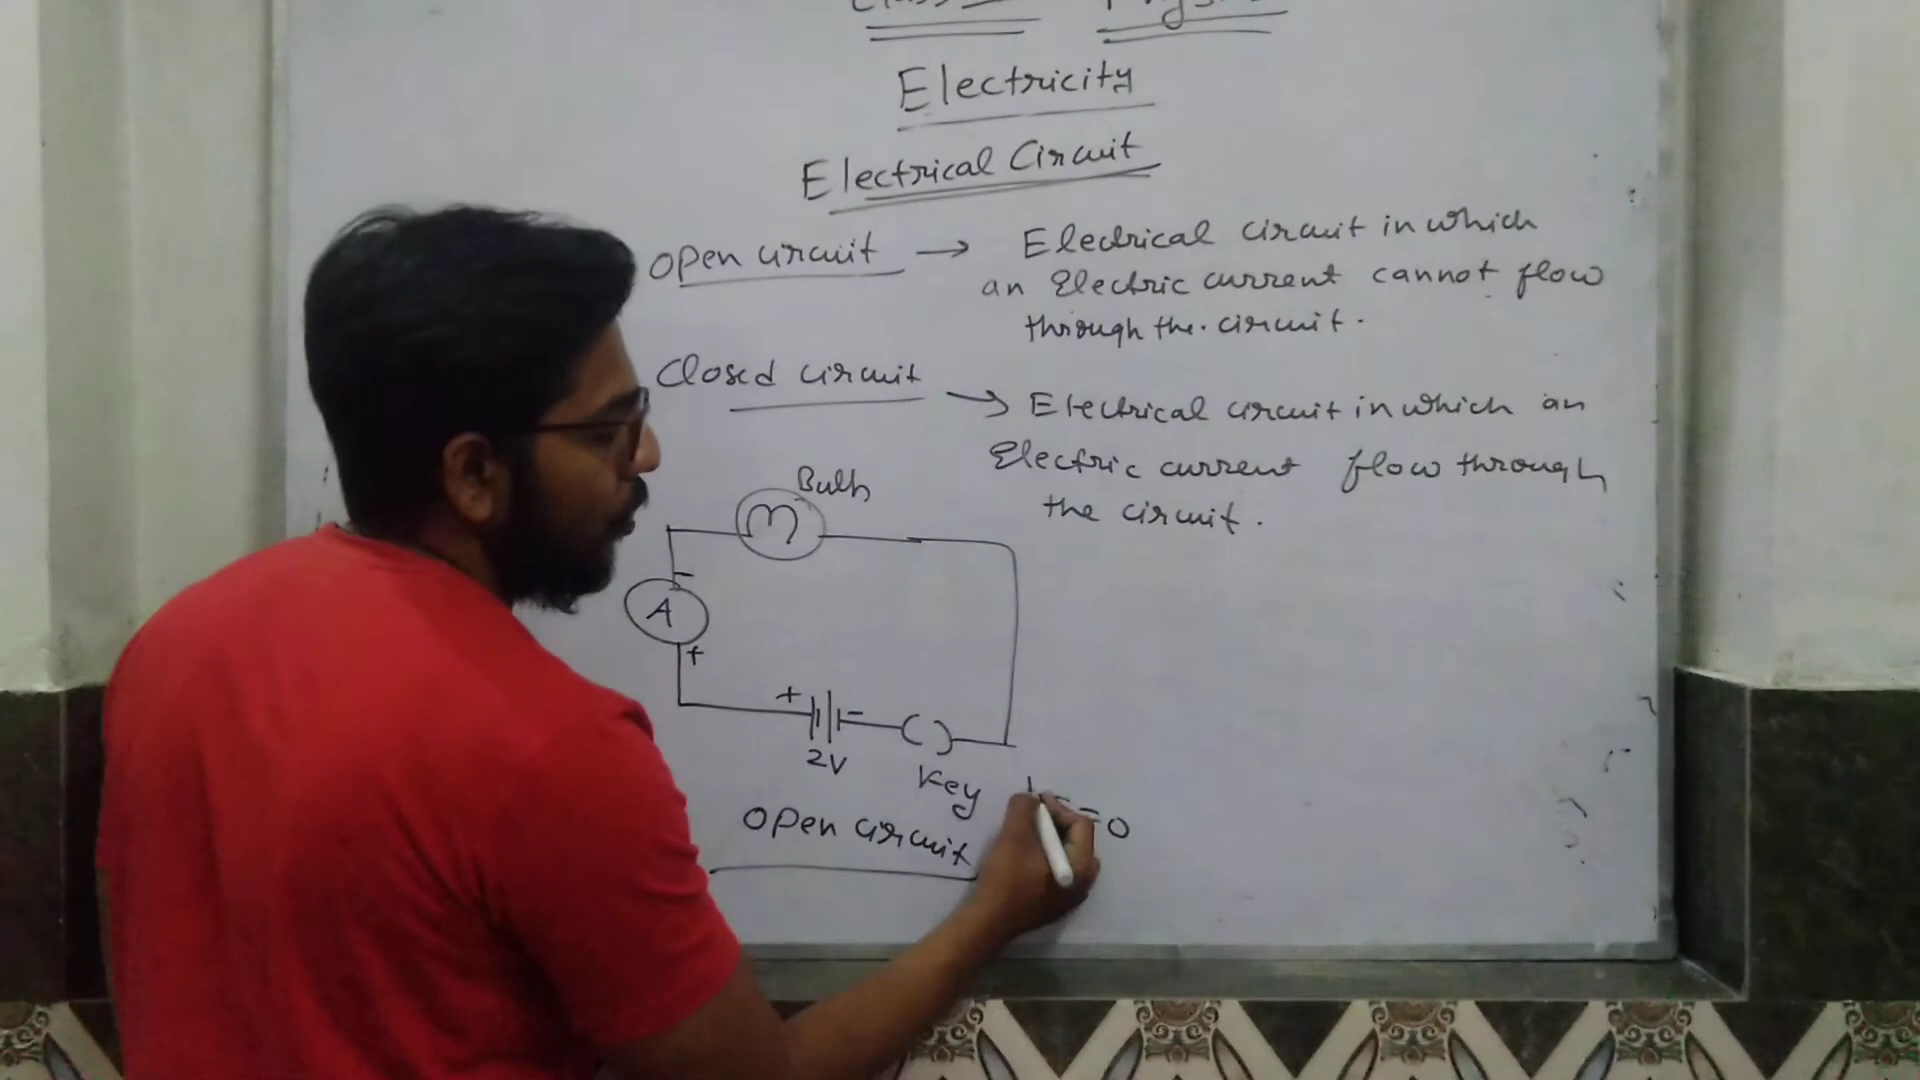 Electricity
Electrical Circuit
open circuit → Electrical circuit in which
an Electric current cannot flow
through the circuit.
Closed circuit → Electrical circuit in which an
Electric current flow through
the circuit.
Bulb
-
A
+
+ -
2V
Key
open circuit
= 0